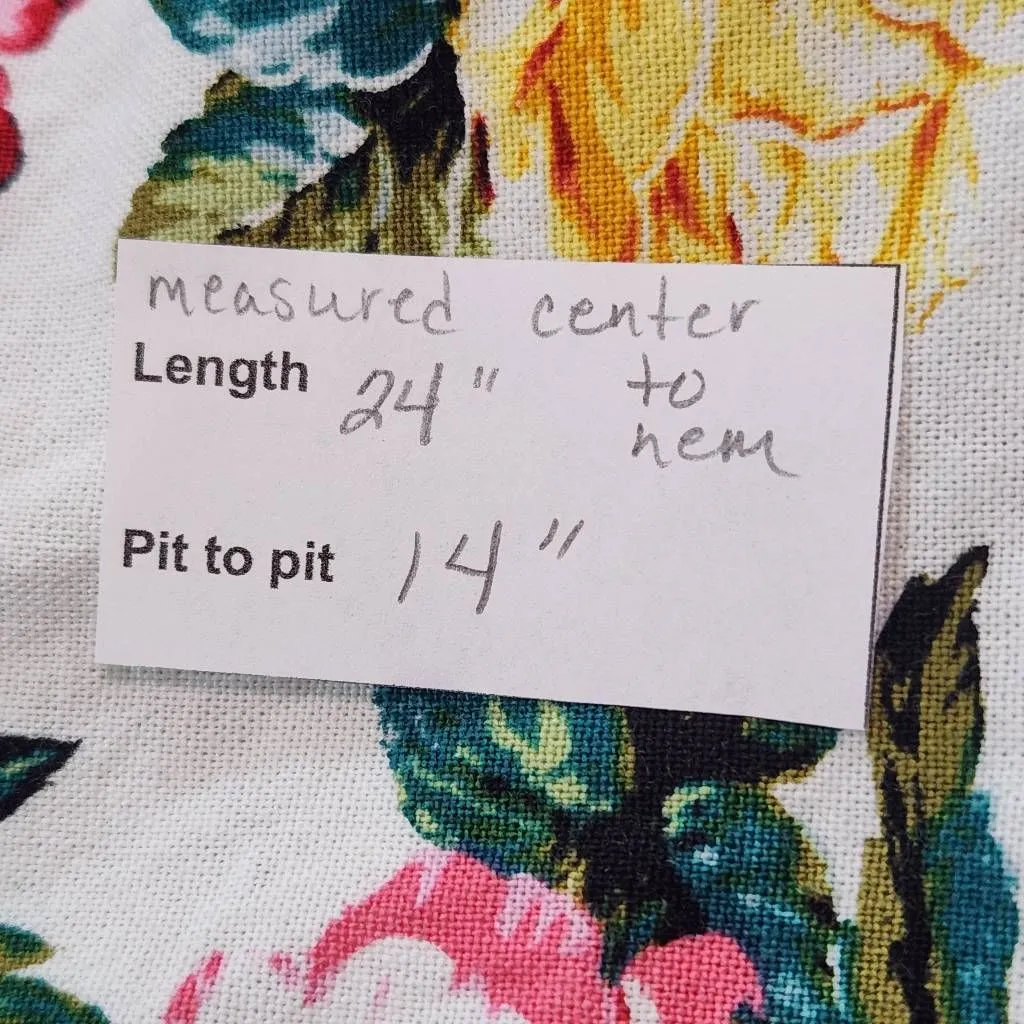 measured center
Length 24" to
hem
Pit to pit 14"